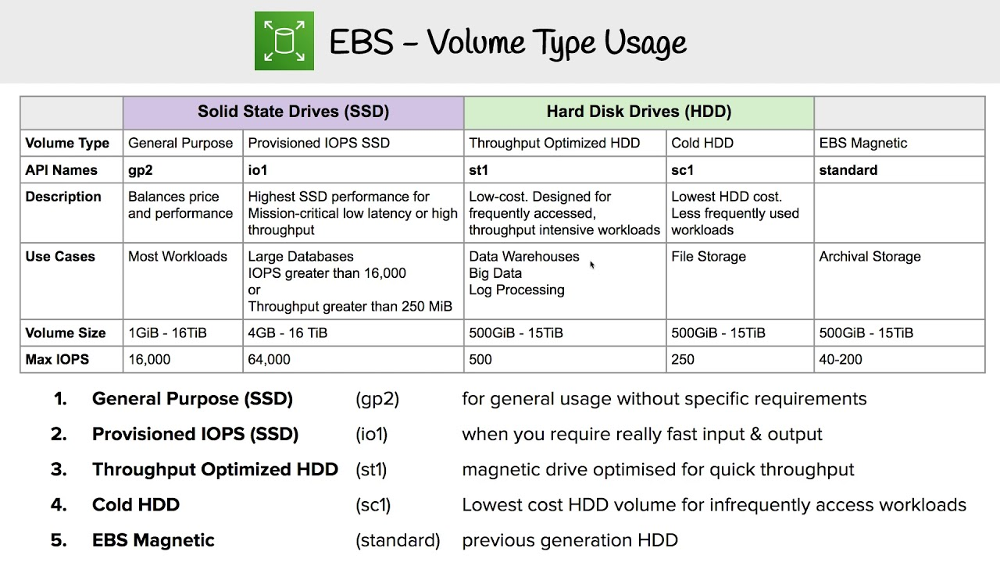 EBS – Volume Type Usage
Solid State Drives (SSD)
Hard Disk Drives (HDD)
Volume Type
General Purpose
Provisioned IOPS SSD
Throughput Optimized HDD
Cold HDD
EBS Magnetic
API Names
gp2
io1
st1
sc1
standard
Description
Balances price
and performance
Highest SSD performance for
Mission-critical low latency or high
throughput
Low-cost. Designed for
frequently accessed,
throughput intensive workloads
Lowest HDD cost.
Less frequently used
workloads
Use Cases
Most Workloads
Large Databases
IOPS greater than 16,000
or
Throughput greater than 250 MiB
Data Warehouses
Big Data
Log Processing
File Storage
Archival Storage
Volume Size
1GiB - 16TiB
4GB - 16 TiB
500GiB - 15TiB
500GiB - 15TiB
500GiB - 15TiB
Max IOPS
16,000
64,000
500
250
40-200
1. General Purpose (SSD) (gp2) for general usage without specific requirements
2. Provisioned IOPS (SSD) (io1) when you require really fast input & output
3. Throughput Optimized HDD (st1) magnetic drive optimised for quick throughput
4. Cold HDD (sc1) Lowest cost HDD volume for infrequently access workloads
5. EBS Magnetic (standard) previous generation HDD